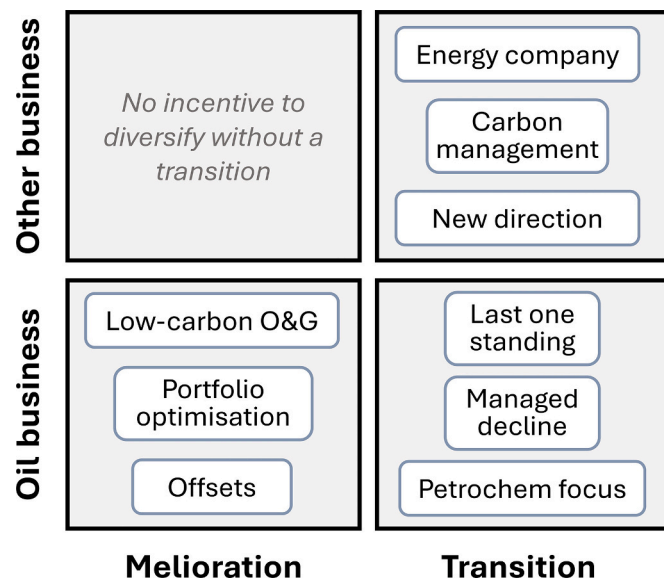 Other business
No incentive to
diversify without a
transition
Energy company
Carbon
management
New direction
Oil business
Low-carbon O&G
Portfolio
optimisation
Offsets
Last one
standing
Managed
decline
Petrochem focus
Melioration
Transition